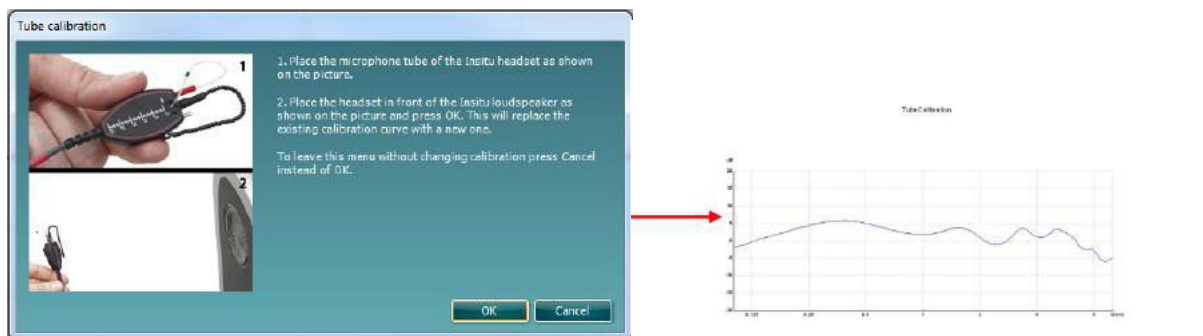 Tube calibration
1
1. Place the microphone tube of the Insitu headset as shown
on the picture.
2. Place the headset in front of the Insitu loudspeaker as
shown on the picture and press OK. This will replace the
existing calibration curve with a new one.
To leave this menu without changing calibration press Cancel
instead of OK.
2
OK
Cancel
Tube Calibration